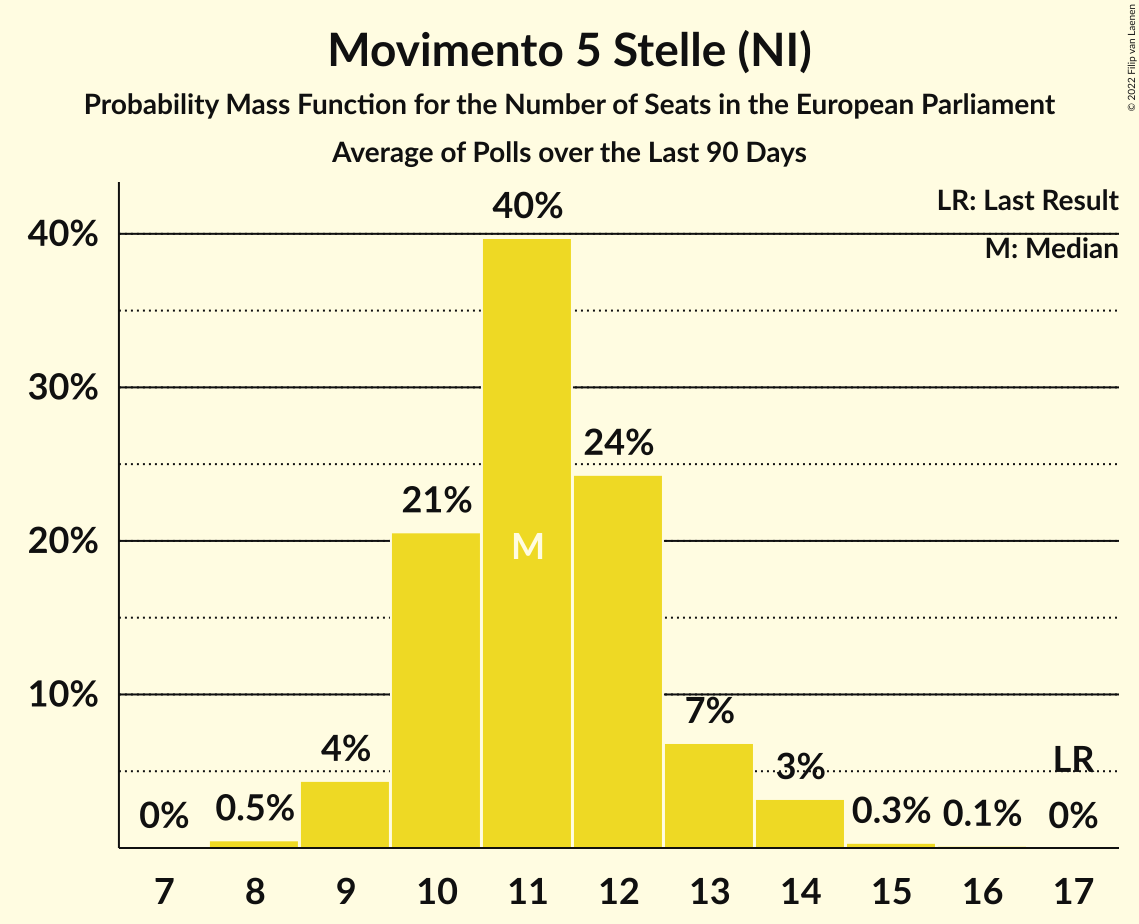 Movimento 5 Stelle (NI)
Probability Mass Function for the Number of Seats in the European Parliament
Average of Polls over the Last 90 Days
© 2022 Filip van Laenen
LR: Last Result
M: Median
40%
30%
20%
10%
0%
0.5%
4%
21%
40%
M
24%
7%
3%
0.3%
0.1%
LR
0%
7 8 9 10 11 12 13 14 15 16 17